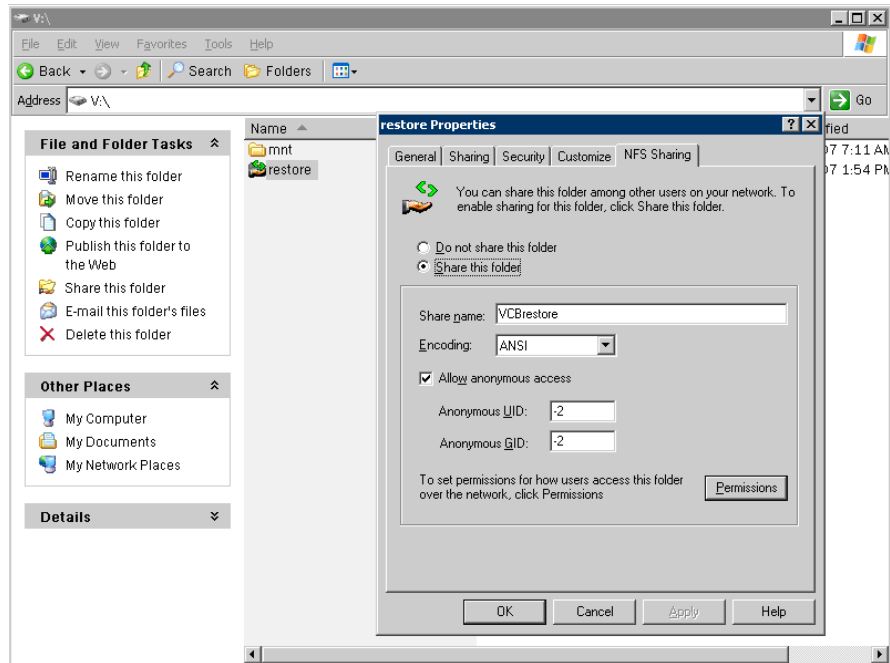 V:\
File Edit View Favorites Tools Help
Back Search Folders
Address V:\ Go
File and Folder Tasks
Rename this folder
Move this folder
Copy this folder
Publish this folder to
the Web
Share this folder
E-mail this folder's files
Delete this folder
Other Places
My Computer
My Documents
My Network Places
Details
Name
mnt
restore
fied
7:11 AM
1:54 PM
restore Properties
General Sharing Security Customize NFS Sharing
You can share this folder among other users on your network. To
enable sharing for this folder, click Share this folder.
Do not share this folder
Share this folder
Share name: VCBrestore
Encoding: ANSI
Allow anonymous access
Anonymous UID: -2
Anonymous GID: -2
To set permissions for how users access this folder
over the network, click Permissions
Permissions
OK Cancel Apply Help